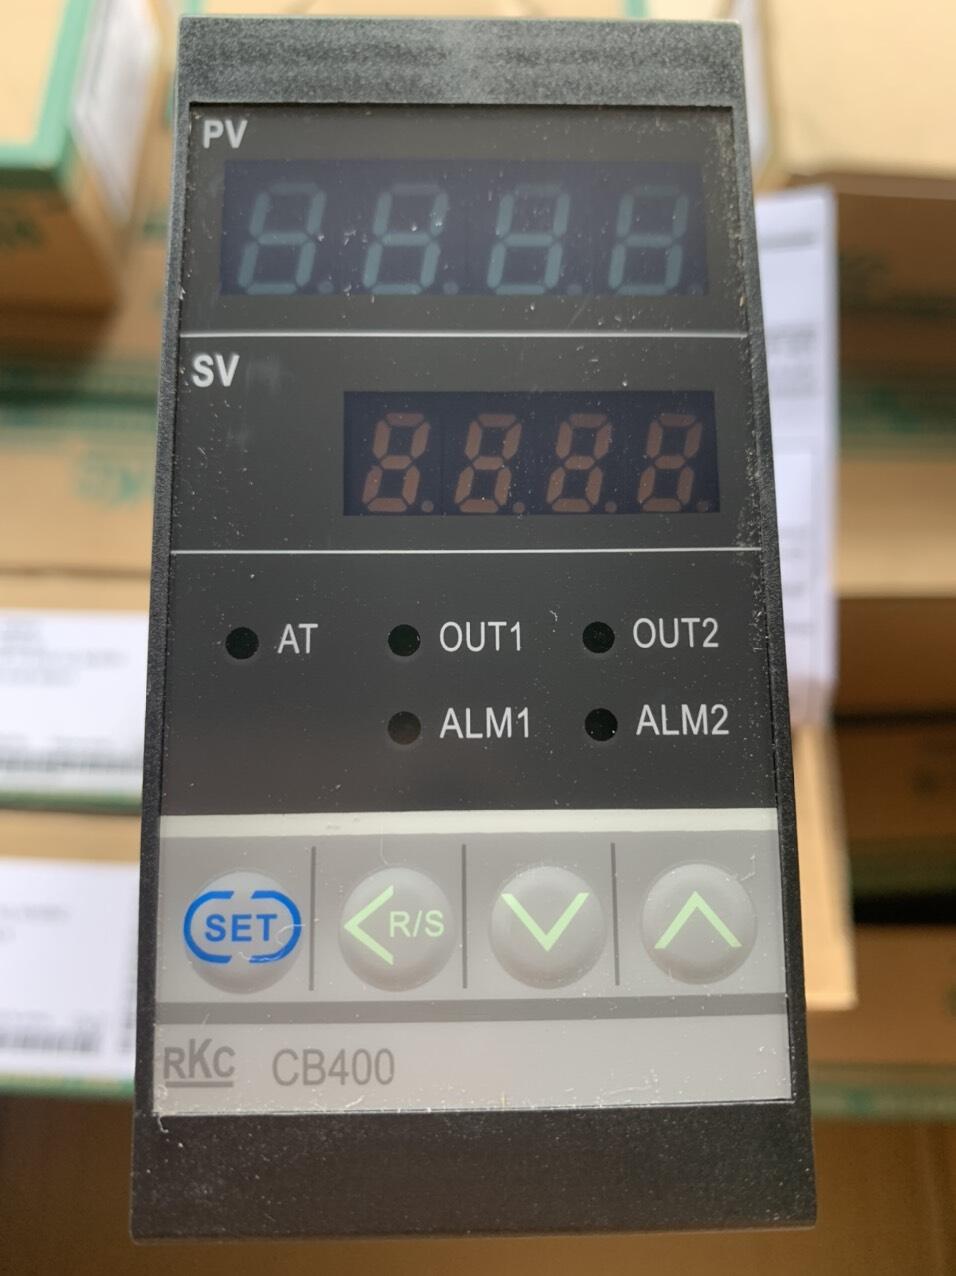 PV
SV
AT OUT1 OUT2
ALM1 ALM2
SET <R/S
RKC CB400